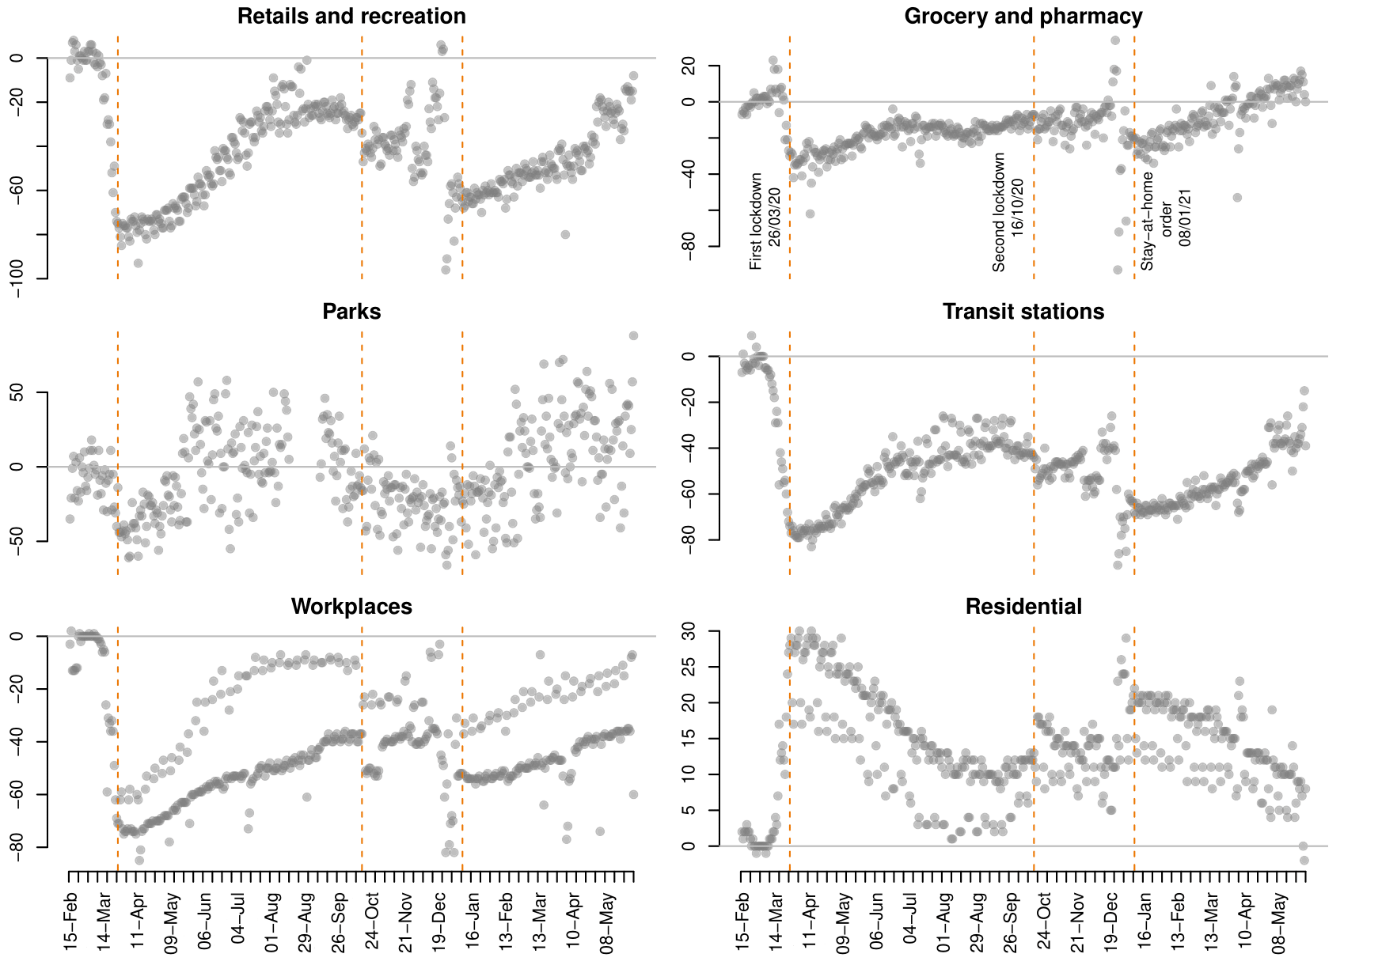 Retails and recreation
0
−20
−60
−100
Grocery and pharmacy
20
0
−40
−80
First lockdown
26/03/20
Second lockdown
16/10/20
Stay−at−home
order
08/01/21
Parks
50
0
−50
Transit stations
0
−20
−40
−60
−80
Workplaces
0
−20
−40
−60
−80
15−Feb
14−Mar
11−Apr
09−May
06−Jun
04−Jul
01−Aug
29−Aug
26−Sep
24−Oct
21−Nov
19−Dec
16−Jan
13−Feb
13−Mar
10−Apr
08−May
Residential
30
25
20
15
10
5
0
15−Feb
14−Mar
11−Apr
09−May
06−Jun
04−Jul
01−Aug
29−Aug
26−Sep
24−Oct
21−Nov
19−Dec
16−Jan
13−Feb
13−Mar
10−Apr
08−May